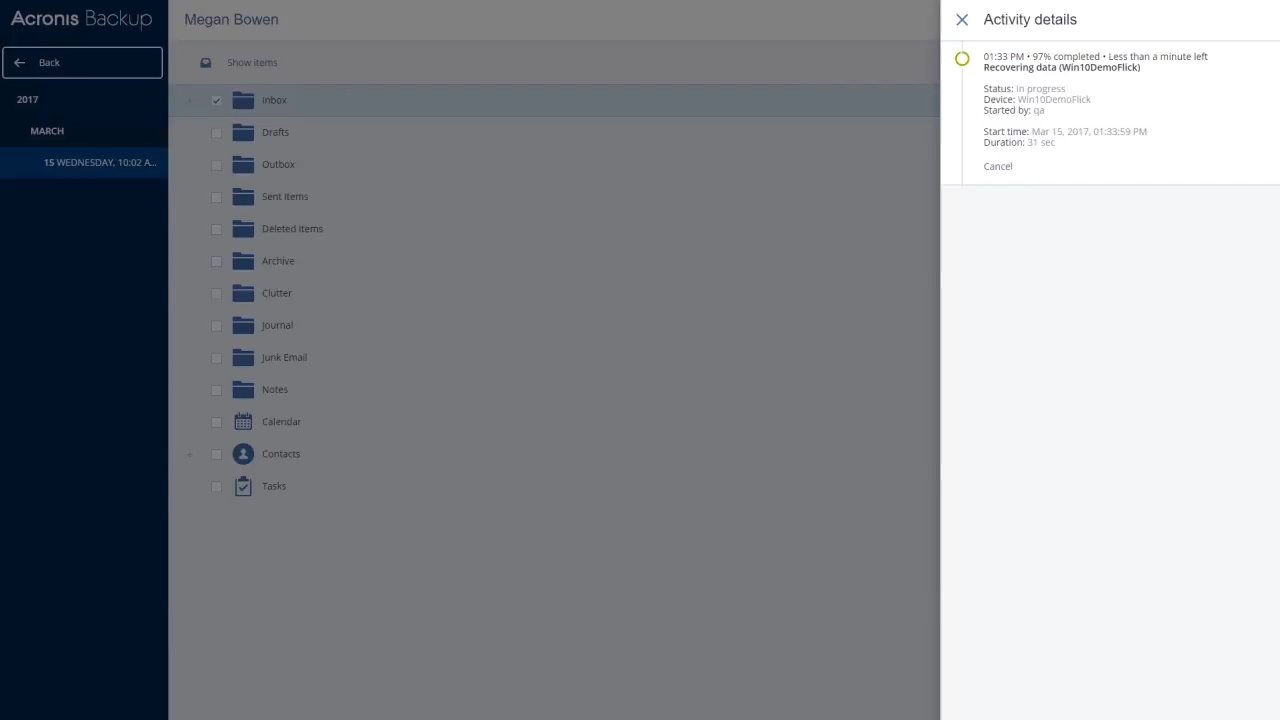 Acronis Backup
Back
2017
MARCH
15 WEDNESDAY, 10:02 A...
Megan Bowen
Show items
Inbox
Drafts
Outbox
Sent Items
Deleted Items
Archive
Clutter
Journal
Junk Email
Notes
Calendar
Contacts
Tasks
Activity details
01:33 PM • 97% completed • Less than a minute left
Recovering data (Win10DemoFlick)
Status: In progress
Device: Win10DemoFlick
Started by: qa
Start time: Mar 15, 2017, 01:33:59 PM
Duration: 31 sec
Cancel